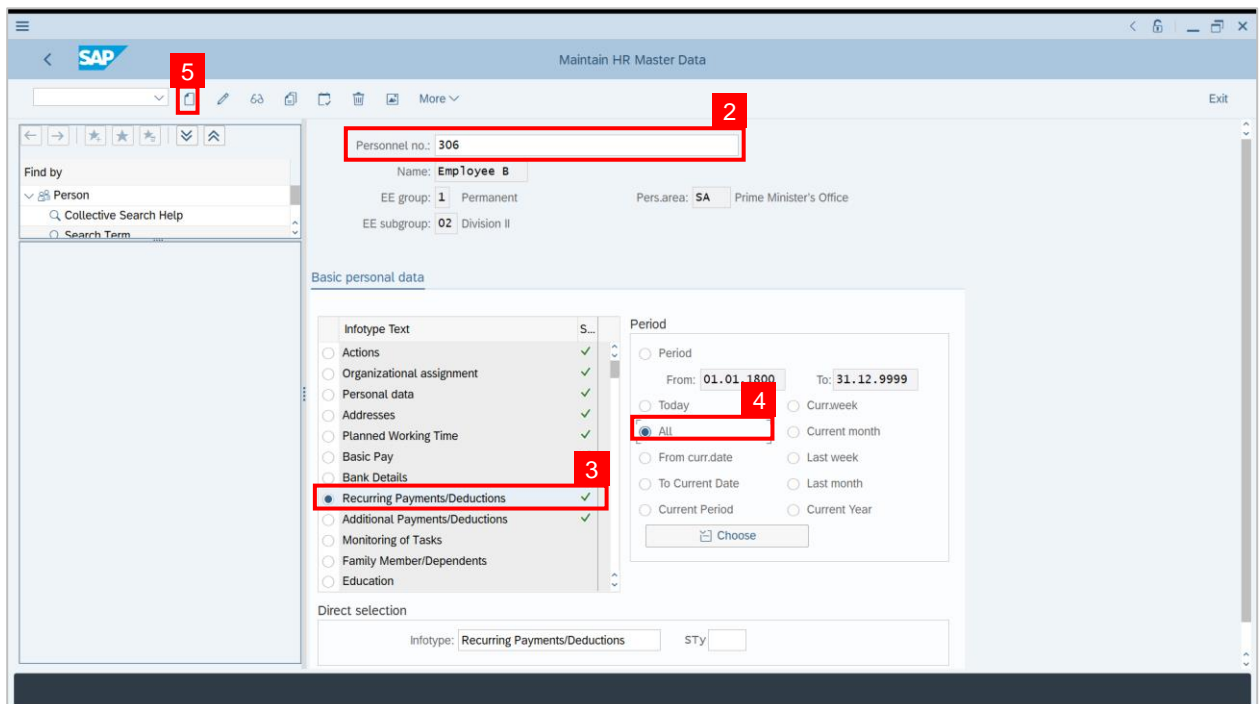 SAP
Maintain HR Master Data
5
More
Exit
2
Personnel no.: 306
Find by
Name: Employee B
Person
EE group: 1 Permanent
Pers.area: SA Prime Minister's Office
Collective Search Help
EE subgroup: 02 Division II
Search Term
Basic personal data
Infotype Text S...
Period
Actions
Period
Organizational assignment
From: 01.01.1800 To: 31.12.9999
Personal data
4
Today Curr.week
Addresses
All Current month
Planned Working Time
Basic Pay
From curr.date Last week
3
Bank Details
To Current Date Last month
Recurring Payments/Deductions
Current Period Current Year
Additional Payments/Deductions
Choose
Monitoring of Tasks
Family Member/Dependents
Education
Direct selection
Infotype: Recurring Payments/Deductions STy